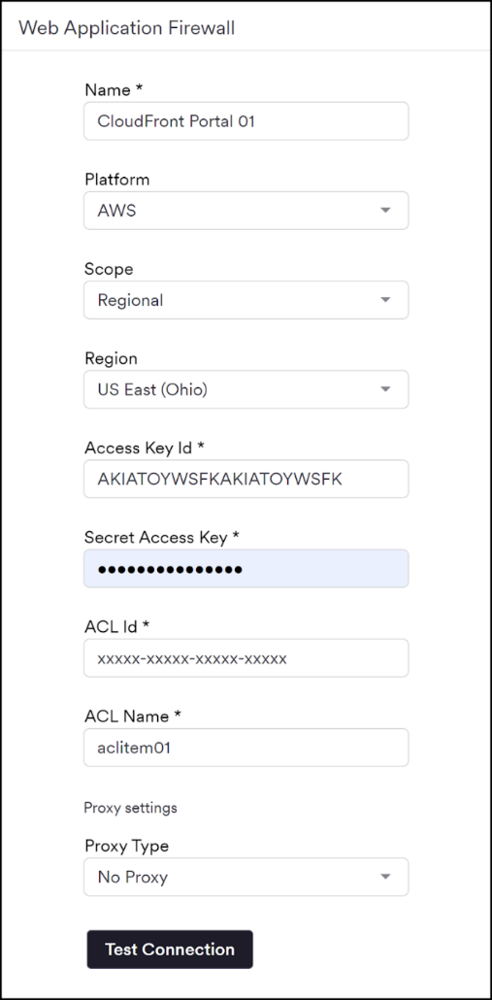 Web Application Firewall
Name *
CloudFront Portal 01
Platform
AWS
Scope
Regional
Region
US East (Ohio)
Access Key Id *
AKIATOYWSFKAKIATOYWSFK
Secret Access Key *
•••••••••••••••
ACL Id *
xxxxx-xxxxx-xxxxx-xxxxx
ACL Name *
aclitem01
Proxy settings
Proxy Type
No Proxy
Test Connection